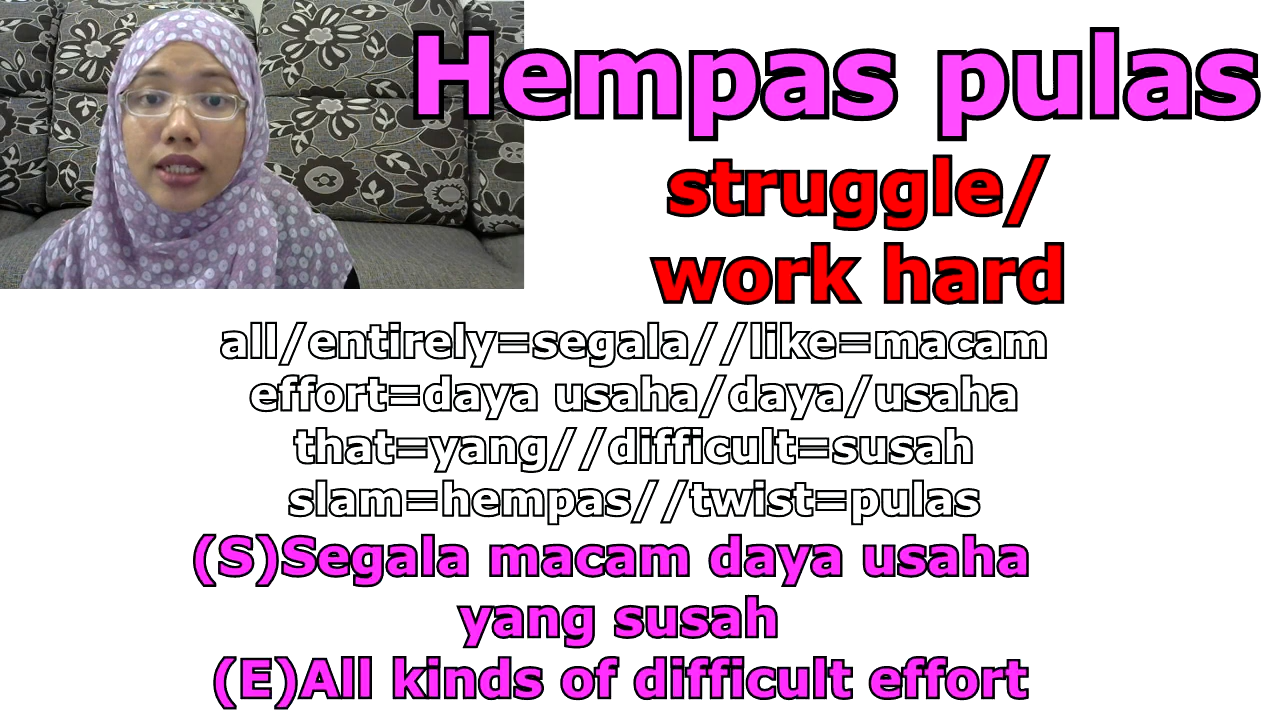 Hempas pulas
struggle/
work hard
all/entirely=segala//like=macam
effort=daya usaha/daya/usaha
that=yang//difficult=susah
slam=hempas//twist=pulas
(S)Segala macam daya usaha
yang susah
(E)All kinds of difficult effort